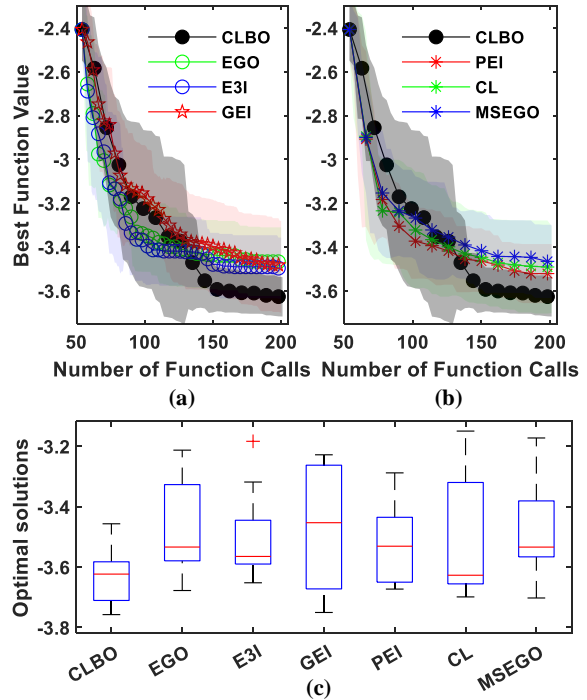 -2.4
-2.6
-2.8
-3
-3.2
-3.4
-3.6
Best Function Value
CLBO
EGO
E3I
GEI
50 100 150 200
Number of Function Calls
(a)
-2.4
-2.6
-2.8
-3
-3.2
-3.4
-3.6
CLBO
PEI
CL
MSEGO
50 100 150 200
Number of Function Calls
(b)
-3.2
-3.4
-3.6
-3.8
Optimal solutions
CLBO EGO E3I GEI PEI CL MSEGO
(c)